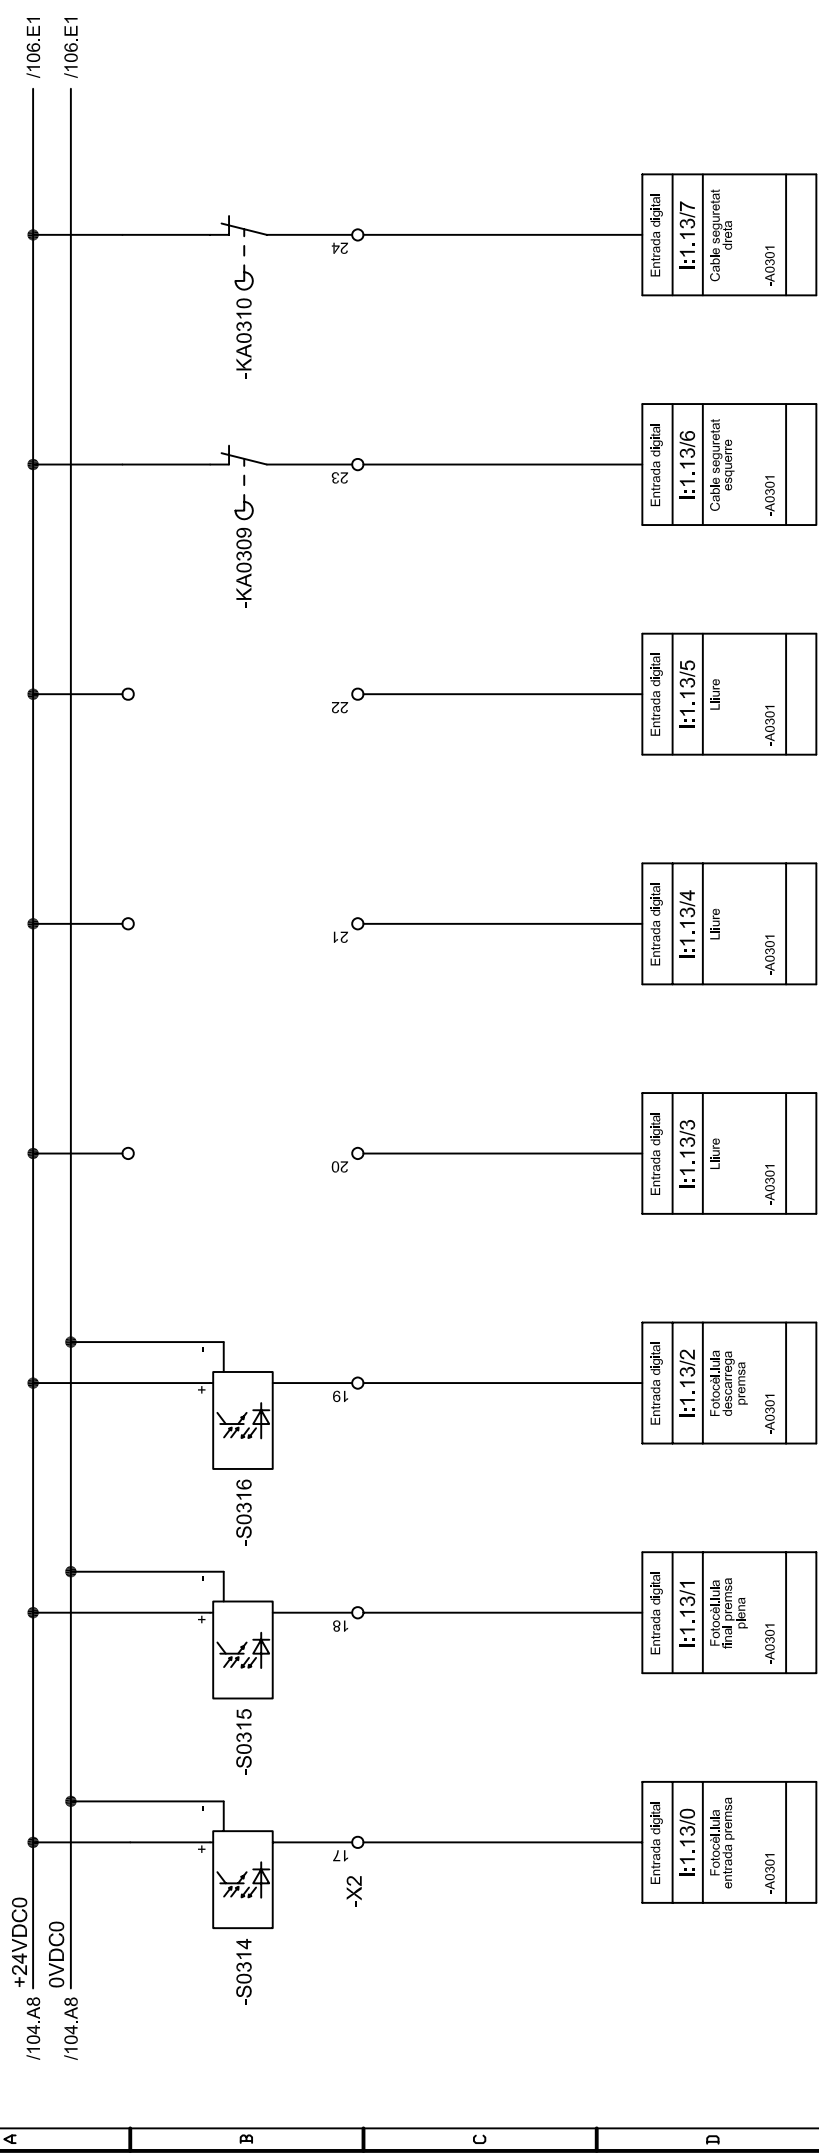 /104.A8
+24VDC0
/106.E1
/104.A8
0VDC0
/106.E1
-S0314
+
-
-S0315
+
-
-S0316
+
-
-KA0309
-KA0310
-X2
17
18
19
20
21
22
23
24
Entrada digital
I:1.13/0
Fotocèl.lula
entrada premsa
-A0301
Entrada digital
I:1.13/1
Fotocèl.lula
final premsa
plena
-A0301
Entrada digital
I:1.13/2
Fotocèl.lula
descarrega
premsa
-A0301
Entrada digital
I:1.13/3
Lliure
-A0301
Entrada digital
I:1.13/4
Lliure
-A0301
Entrada digital
I:1.13/5
Lliure
-A0301
Entrada digital
I:1.13/6
Cable seguretat
esquerre
-A0301
Entrada digital
I:1.13/7
Cable seguretat
dreta
-A0301
A
B
C
D